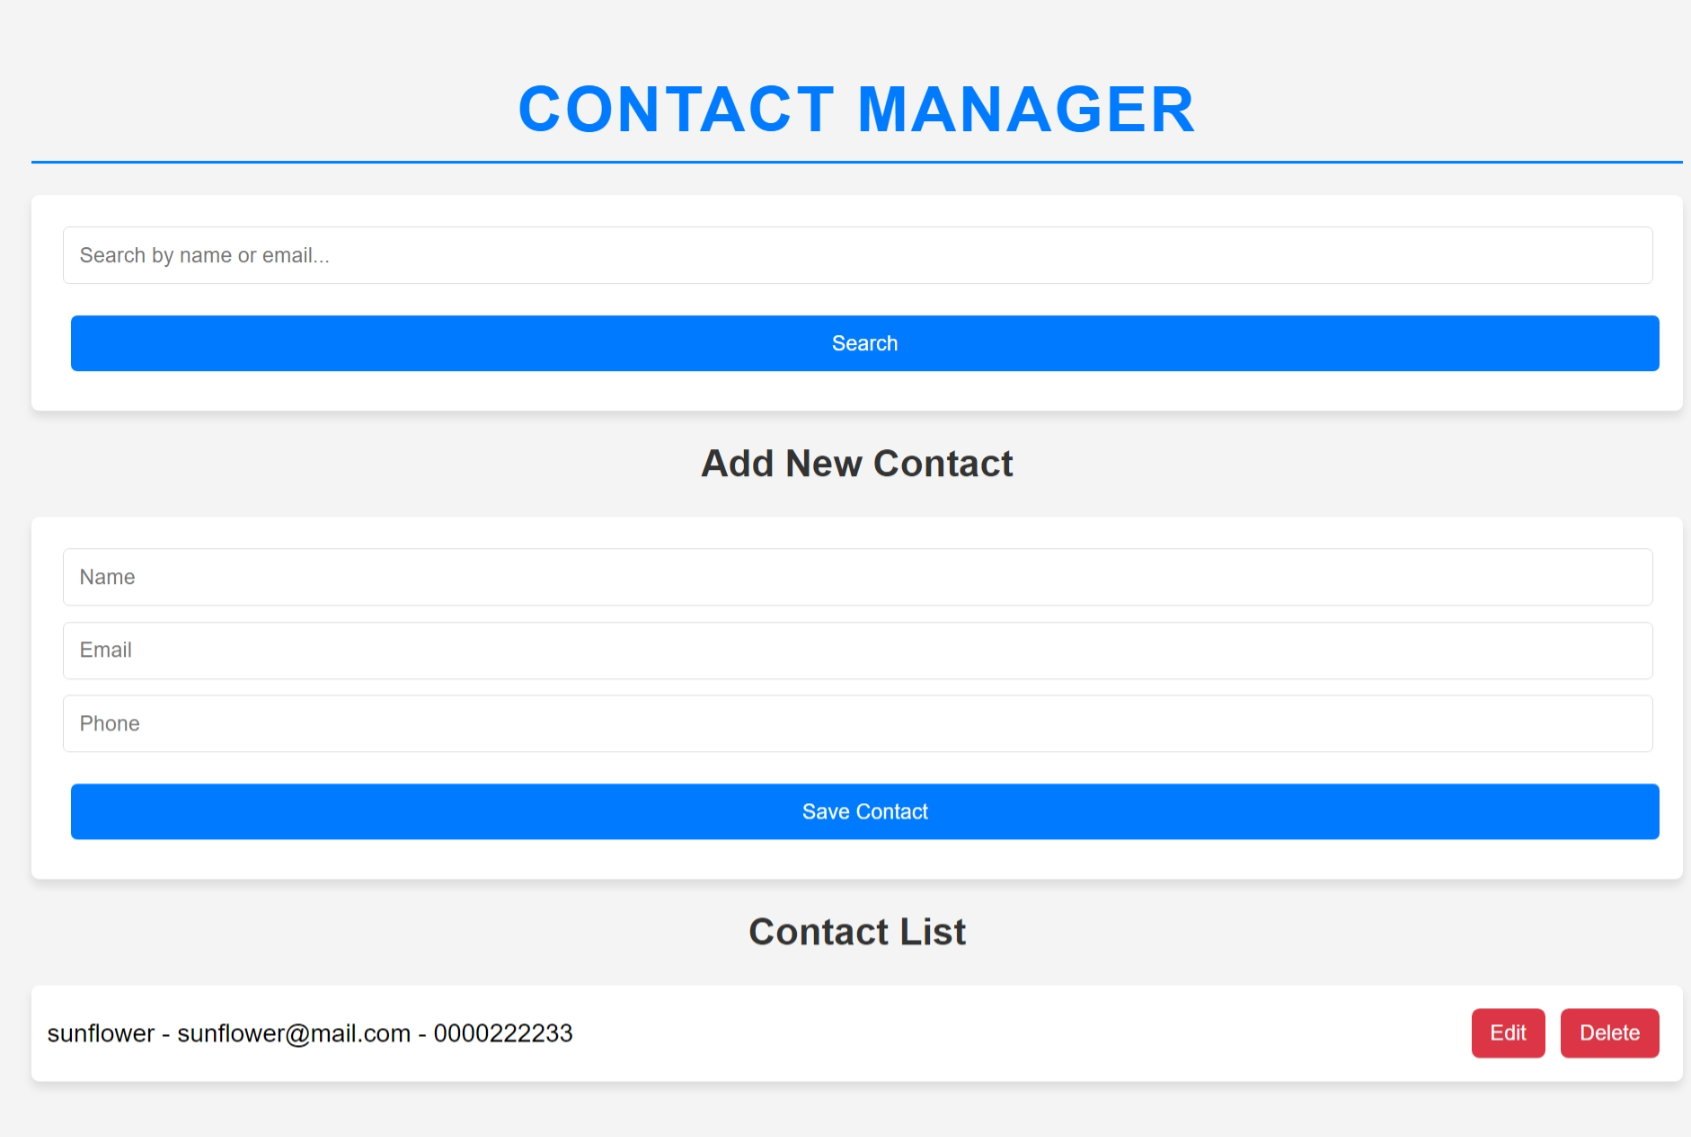 CONTACT MANAGER
Search by name or email...
Search
Add New Contact
Name
Email
Phone
Save Contact
Contact List
sunflower - sunflower@mail.com - 0000222233 Edit Delete